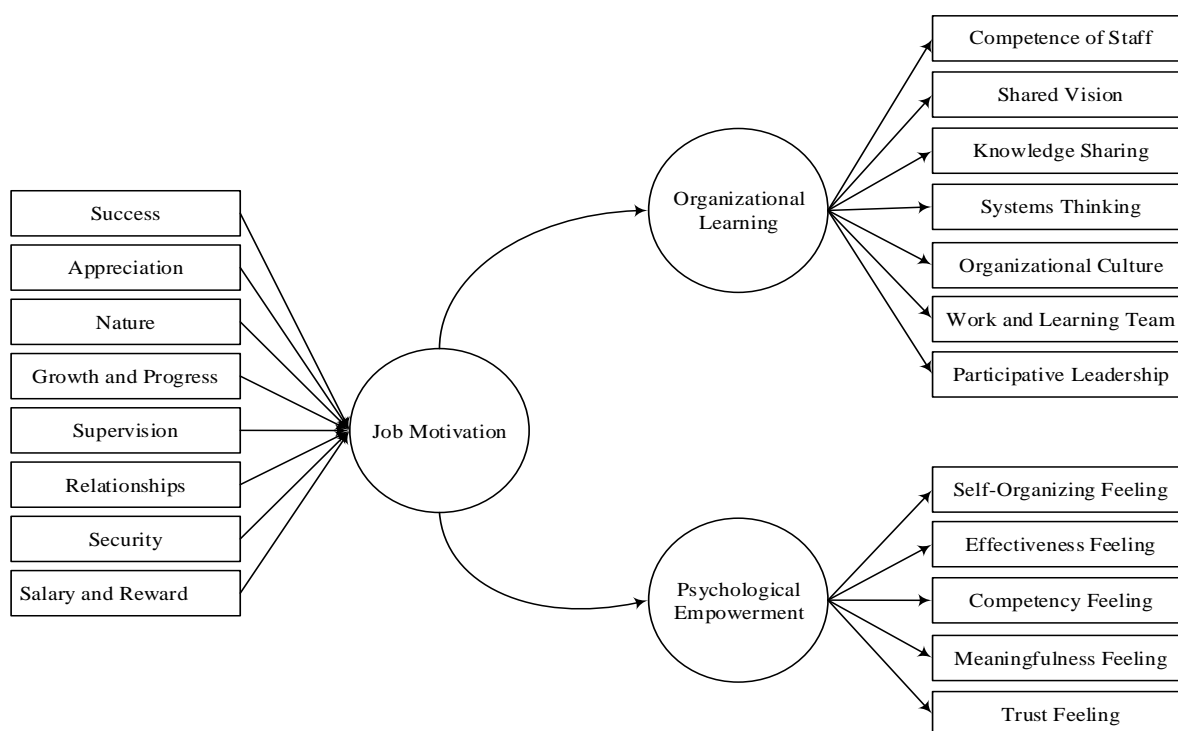 Success
Appreciation
Nature
Growth and Progress
Supervision
Relationships
Security
Salary and Reward
Job Motivation
Organizational
Learning
Psychological
Empowerment
Competence of Staff
Shared Vision
Knowledge Sharing
Systems Thinking
Organizational Culture
Work and Learning Team
Participative Leadership
Self-Organizing Feeling
Effectiveness Feeling
Competency Feeling
Meaningfulness Feeling
Trust Feeling